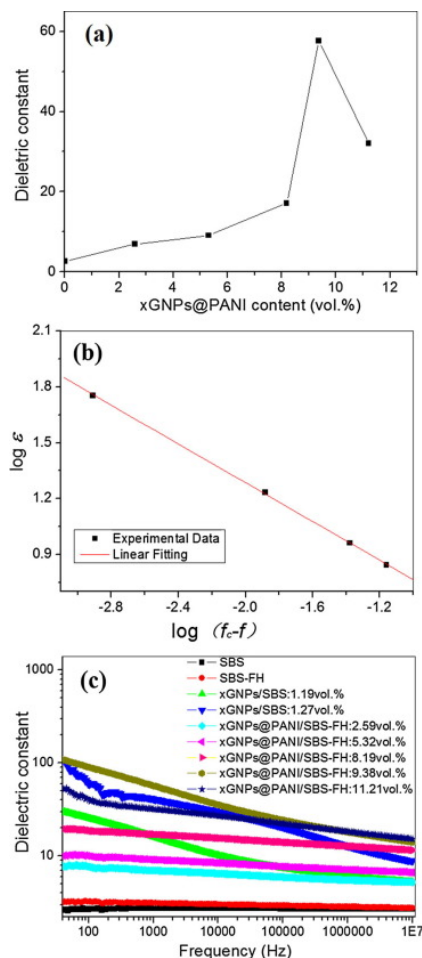 (a)
Dieletric constant
60
40
20
0
0 2 4 6 8 10 12
xGNPs@PANI content (vol.%)
(b)
log ε
2.1
1.8
1.5
1.2
0.9
Experimental Data
Linear Fitting
-2.8 -2.4 -2.0 -1.6 -1.2
log (fc-f)
(c)
Dielectric constant
1000
100
10
SBS
SBS-FH
xGNPs/SBS:1.19vol.%
xGNPs/SBS:1.27vol.%
xGNPs@PANI/SBS-FH:2.59vol.%
xGNPs@PANI/SBS-FH:5.32vol.%
xGNPs@PANI/SBS-FH:8.19vol.%
xGNPs@PANI/SBS-FH:9.38vol.%
xGNPs@PANI/SBS-FH:11.21vol.%
100 1000 10000 100000 1000000 1E7
Frequency (Hz)